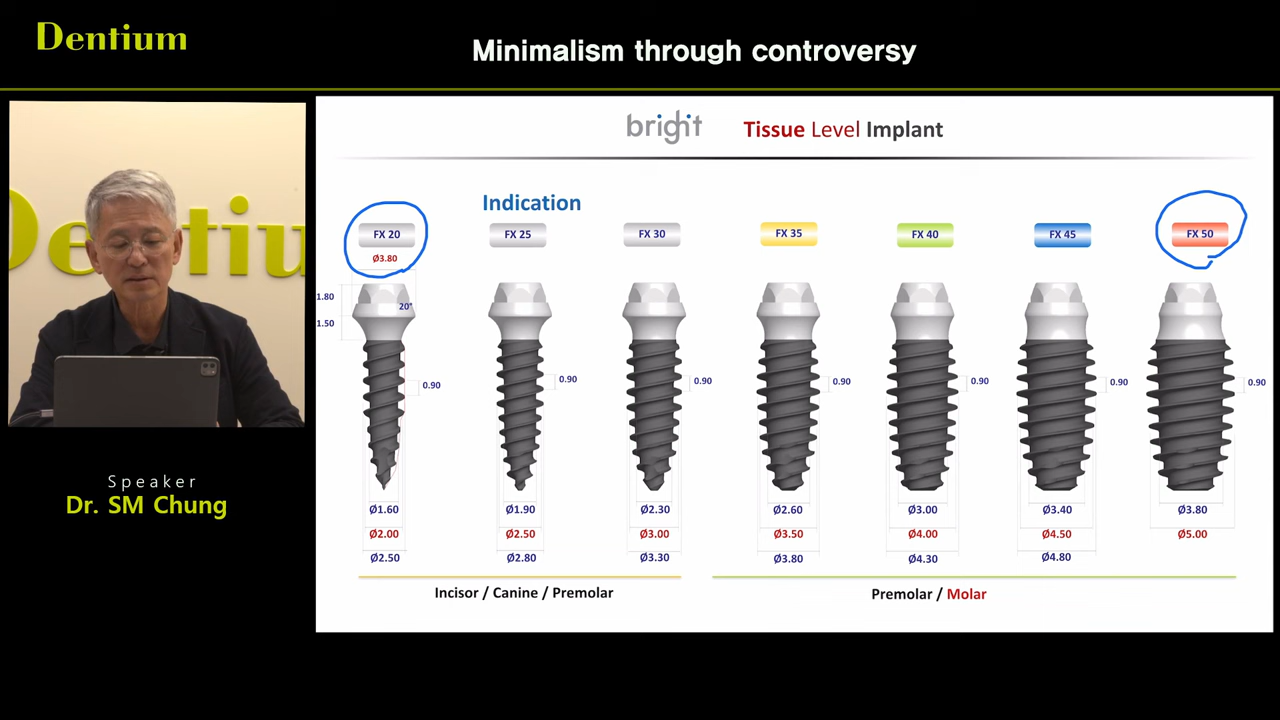 Dentium
Minimalism through controversy
bright
Tissue Level Implant
Indication
FX 20
FX 25
FX 30
FX 35
FX 40
FX 45
FX 50
Ø3.80
1.80
20°
1.50
0.90
0.90
0.90
0.90
0.90
0.90
0.90
Ø1.60
Ø1.90
Ø2.30
Ø2.60
Ø3.00
Ø3.40
Ø3.80
Ø2.00
Ø2.50
Ø3.00
Ø3.50
Ø4.00
Ø4.50
Ø5.00
Ø2.50
Ø2.80
Ø3.30
Ø3.80
Ø4.30
Ø4.80
Incisor / Canine / Premolar
Premolar / Molar
De tiu
Speaker
Dr. SM Chung